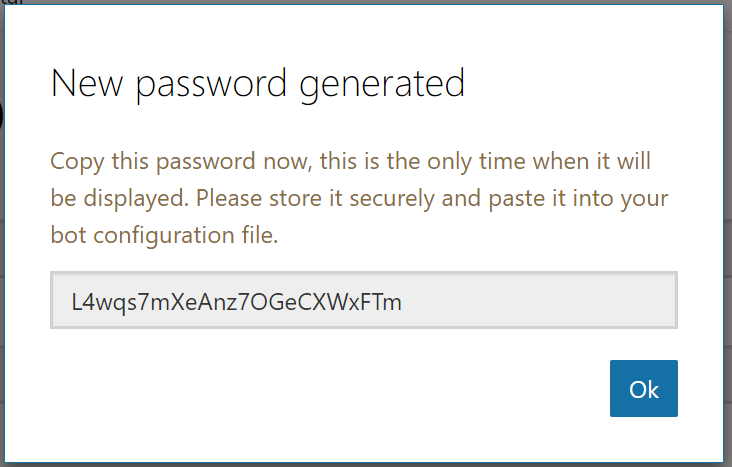 New password generated
Copy this password now, this is the only time when it will
be displayed. Please store it securely and paste it into your
bot configuration file.
L4wqs7mXeAnz7OGeCXWxFTm
Ok